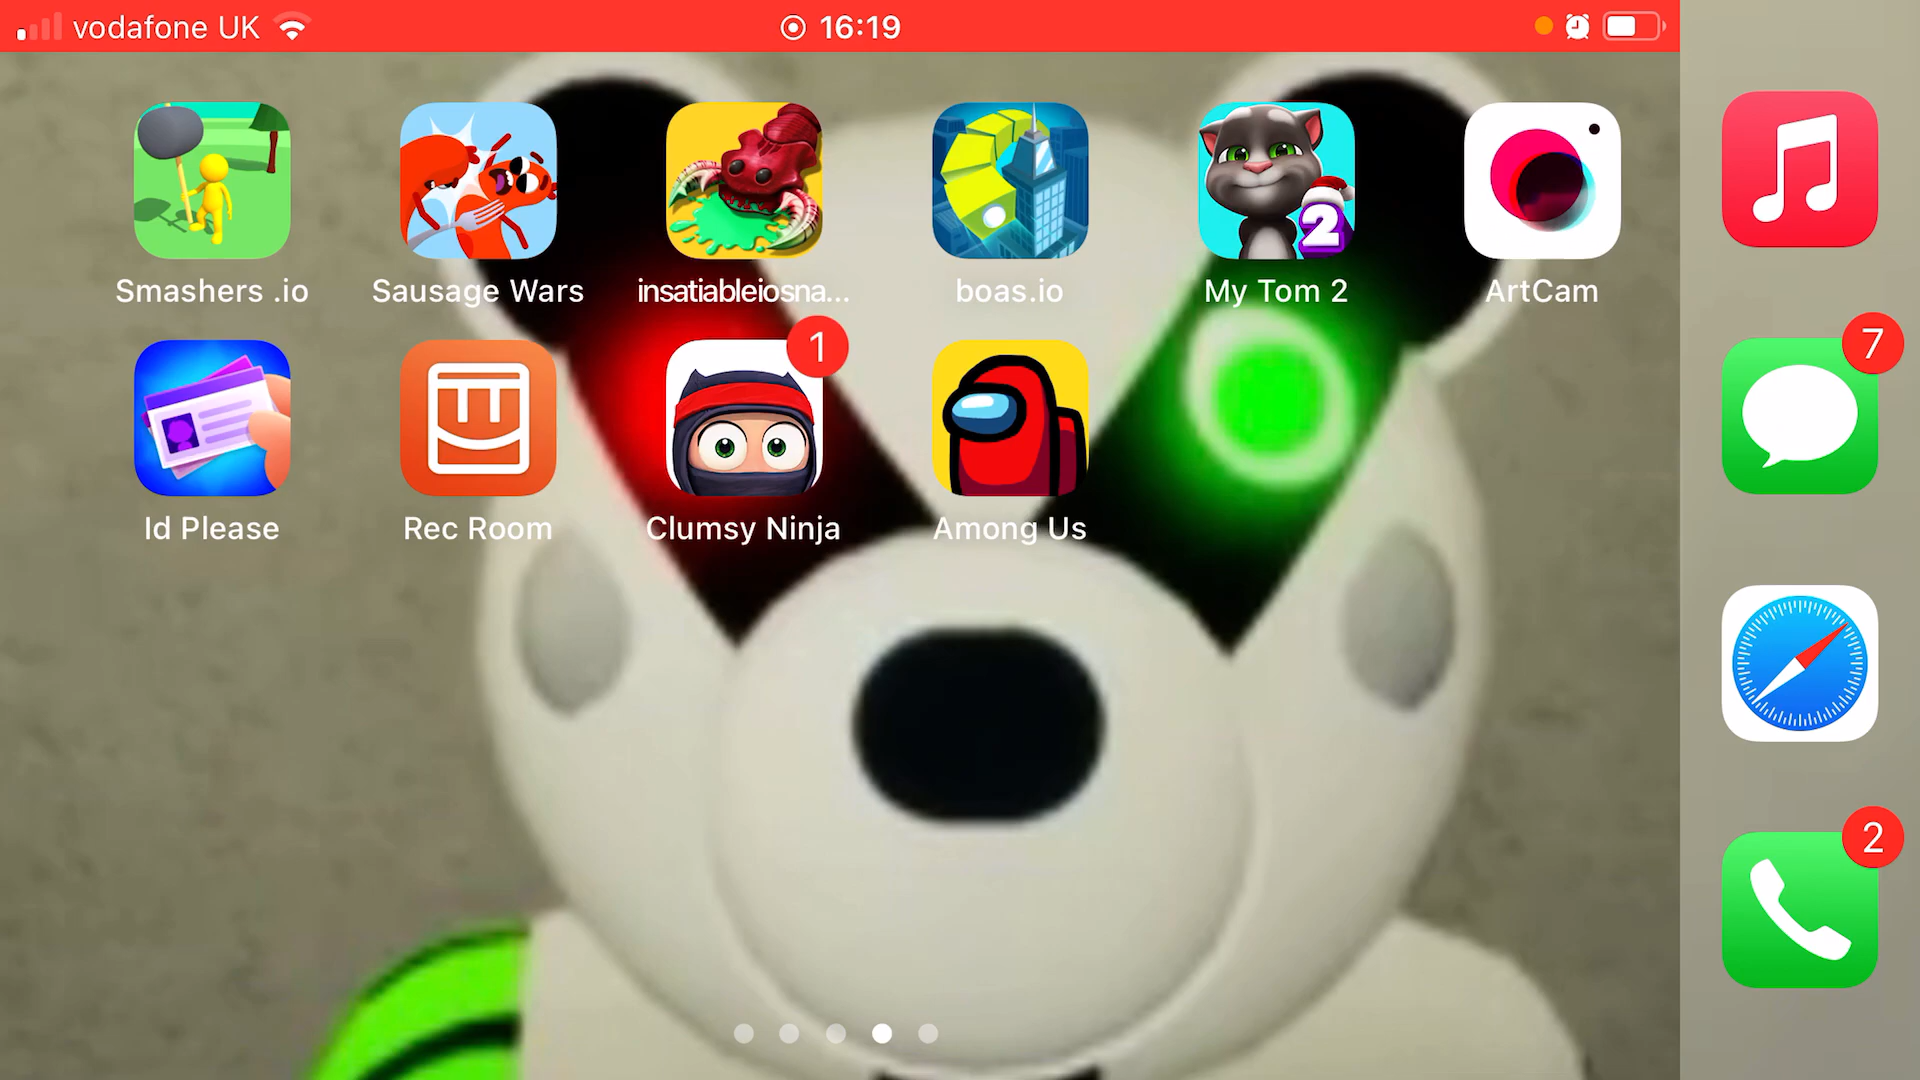 vodafone UK
16:19
Smashers .io
Sausage Wars
insatiableiosna...
boas.io
2
My Tom 2
ArtCam
7
Id Please
Rec Room
1
Clumsy Ninja
Among Us
2